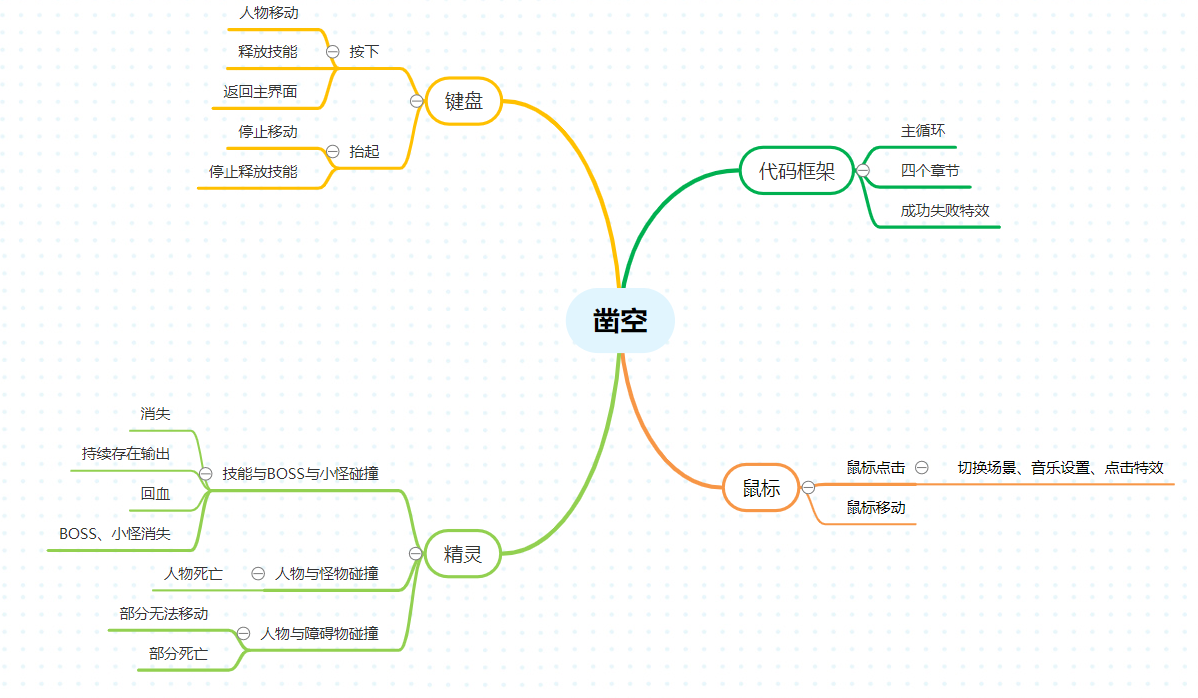 人物移动
释放技能
按下
返回主界面
键盘
停止移动
抬起
停止释放技能
主循环
代码框架
四个章节
成功失败特效
凿空
消失
持续存在输出
技能与BOSS与小怪碰撞
回血
BOSS、小怪消失
精灵
人物死亡
人物与怪物碰撞
部分无法移动
人物与障碍物碰撞
部分死亡
鼠标点击
切换场景、音乐设置、点击特效
鼠标
鼠标移动